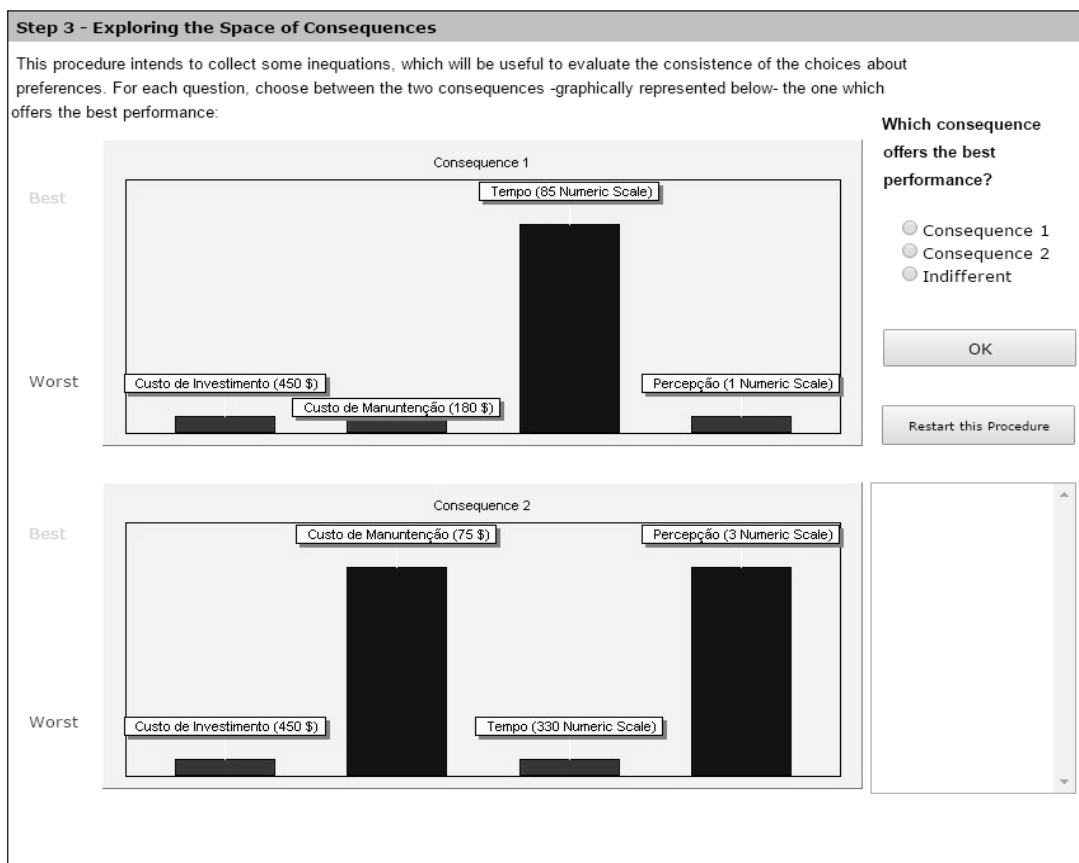 Step 3 - Exploring the Space of Consequences
This procedure intends to collect some inequations, which will be useful to evaluate the consistence of the choices about
preferences. For each question, choose between the two consequences -graphically represented below- the one which
offers the best performance:
Which consequence
offers the best
performance?
Consequence 1
Consequence 2
Indifferent
OK
Restart this Procedure
Consequence 1
Best
Worst
Tempo (85 Numeric Scale)
Custo de Investimento (450 $)
Custo de Manuntenção (180 $)
Percepção (1 Numeric Scale)
Consequence 2
Best
Worst
Custo de Manuntenção (75 $)
Percepção (3 Numeric Scale)
Custo de Investimento (450 $)
Tempo (330 Numeric Scale)